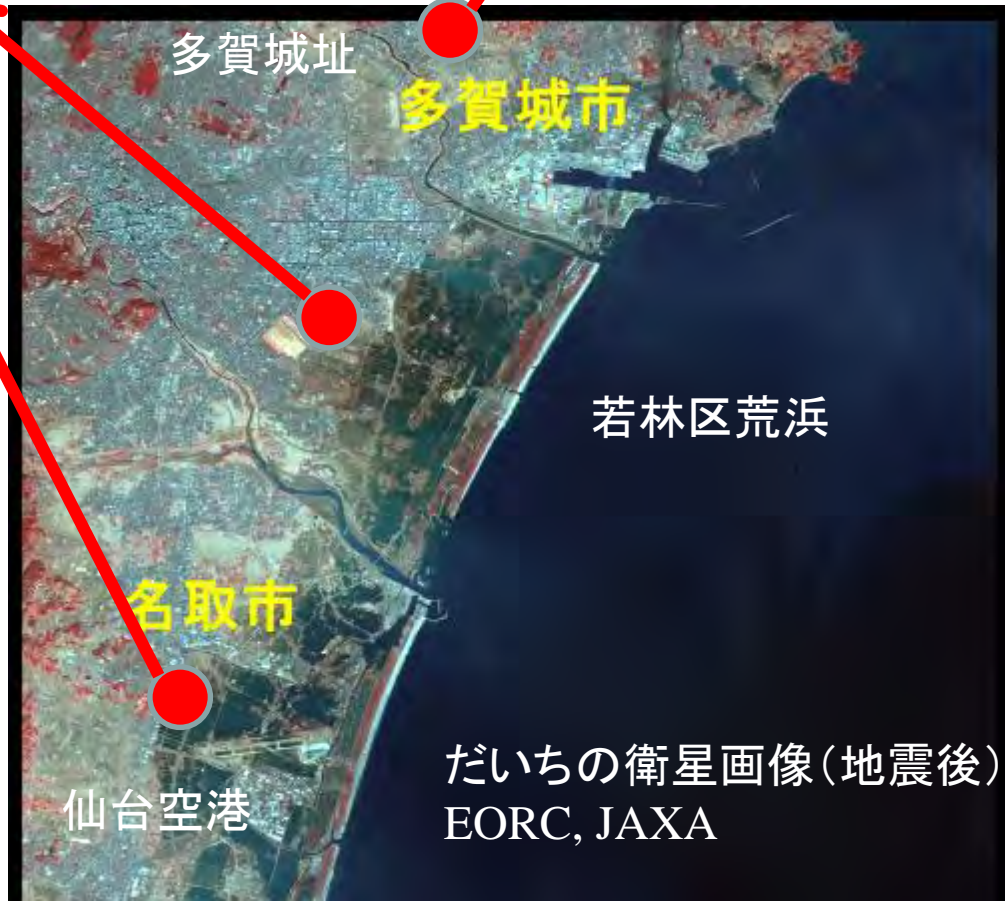 多賀城址
多賀城市
若林区荒浜
名取市
仙台空港
だいちの衛星画像（地震後）
EORC, JAXA